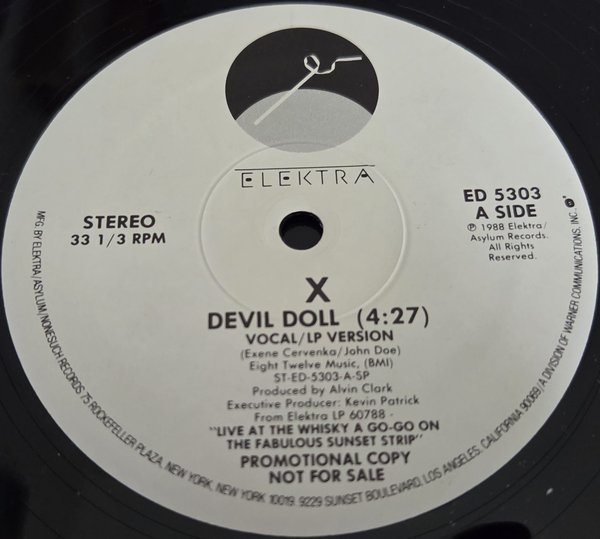 ELEKTRA
STEREO
33 1/3 RPM
ED 5303
A SIDE
℗ 1988 Elektra/
Asylum Records.
All Rights
Reserved.
X
DEVIL DOLL (4:27)
VOCAL/LP VERSION
(Exene Cervenka/John Doe)
Eight Twelve Music, (BMI)
ST-ED-5303-A-SP
Produced by Alvin Clark
Executive Producer: Kevin Patrick
From Elektra LP 60788 -
"LIVE AT THE WHISKY A GO-GO ON
THE FABULOUS SUNSET STRIP"
PROMOTIONAL COPY
NOT FOR SALE
MFG. BY ELEKTRA/ASYLUM/NONESUCH RECORDS 75 ROCKEFELLER PLAZA, NEW YORK, NEW YORK 10019. 9229 SUNSET BOULEVARD, LOS ANGELES, CALIFORNIA 90069/A DIVISION OF WARNER COMMUNICATIONS, INC.